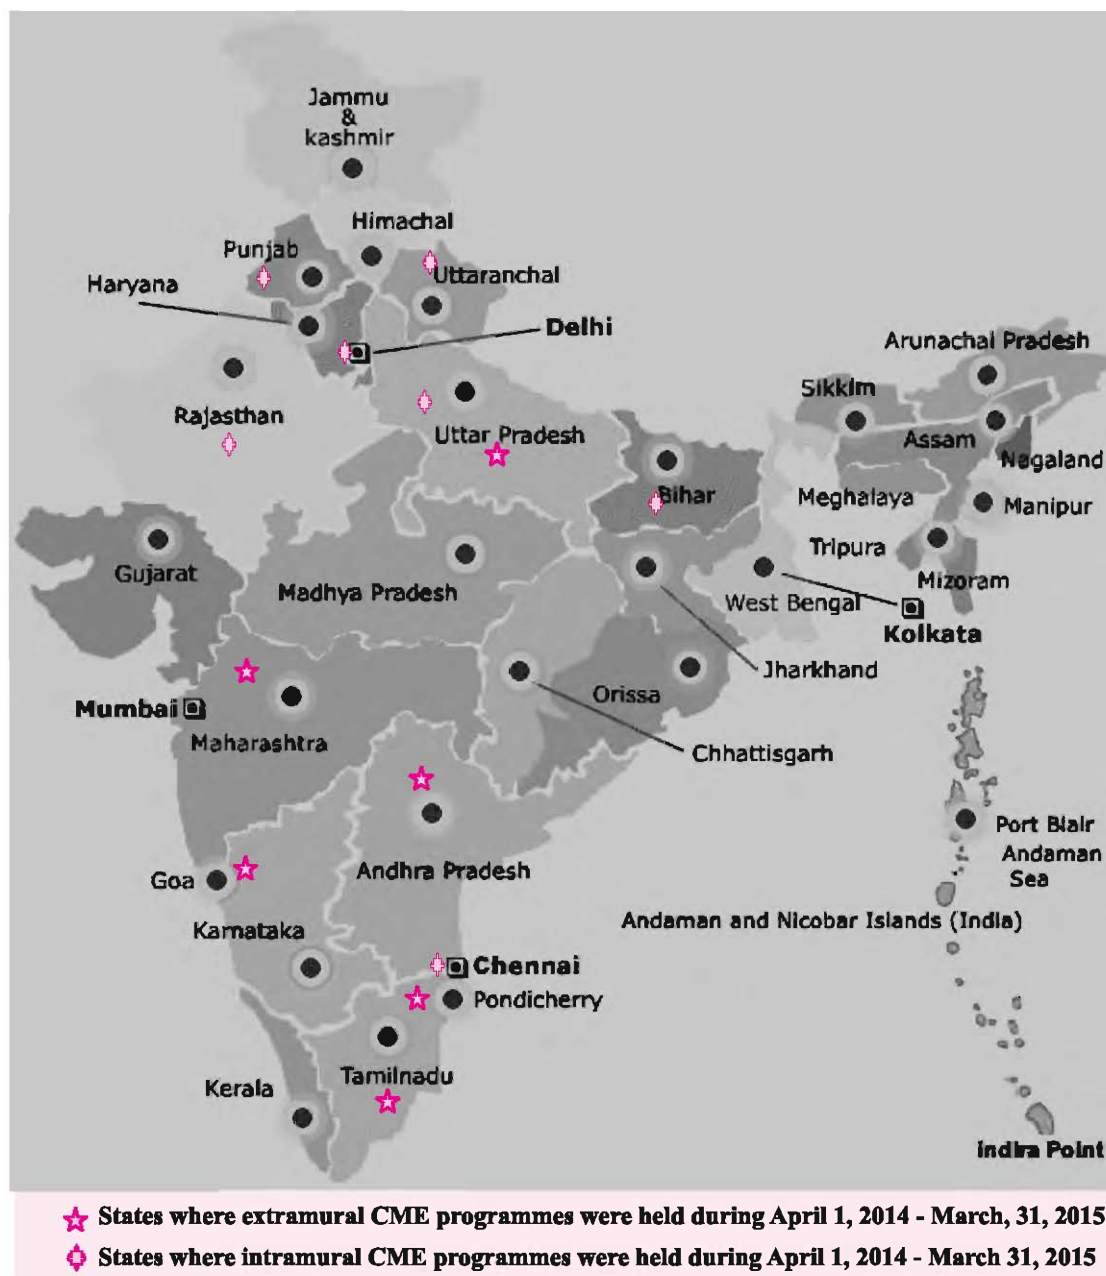 Jammu
&
kashmir
Himachal
Punjab
Uttaranchal
Haryana
Delhi
Arunachal Pradesh
Sikkim
Rajasthan
Uttar Pradesh
Assam
Nagaland
Bihar
Meghalaya
Manipur
Gujarat
Tripura
Madhya Pradesh
Mizoram
West Bengal
Kolkata
Jharkhand
Orissa
Mumbai
Maharashtra
Chhattisgarh
Port Blair
Andaman
Sea
Andhra Pradesh
Goa
Andaman and Nicobar Islands (India)
Karnataka
Chennai
Pondicherry
Tamilnadu
Kerala
indira Point
States where extramural CME programmes were held during April 1, 2014 - March, 31, 2015
States where intramural CME programmes were held during April 1, 2014 - March 31, 2015